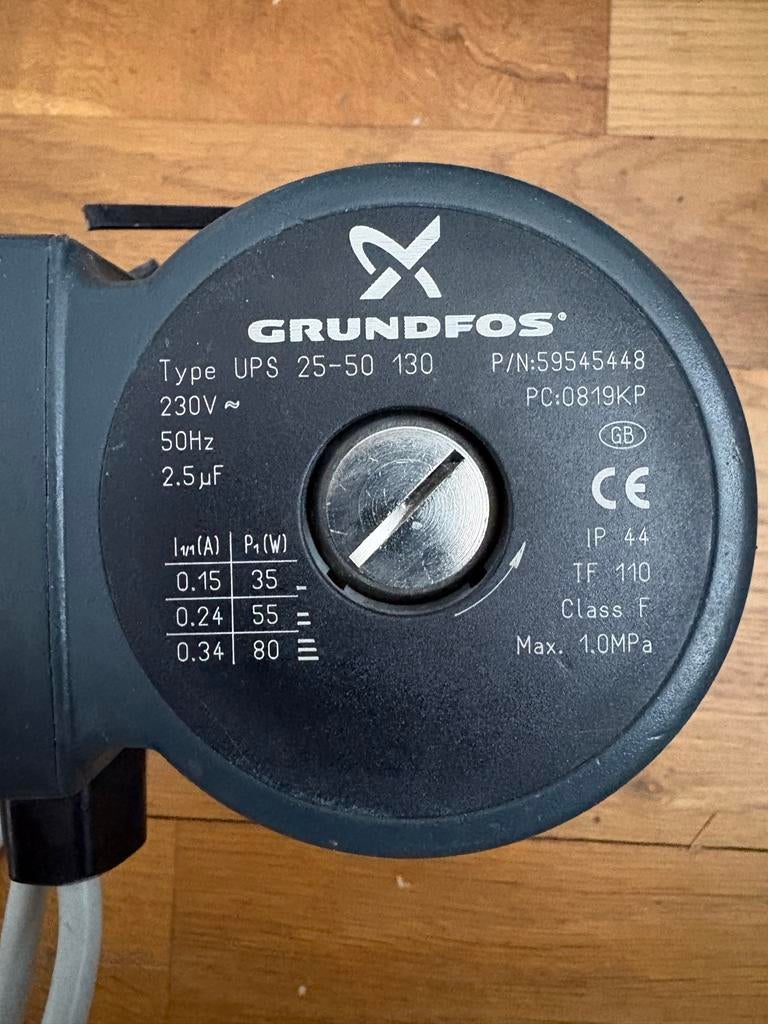 GRUNDFOS®
Type UPS 25-50 130
P/N:59545448
230V ≈
PC:0819KP
50Hz
GB
2.5µF
CE
I1/1(A) P1(W)
IP 44
0.15 35
TF 110
0.24 55
Class F
0.34 80
Max. 1.0MPa